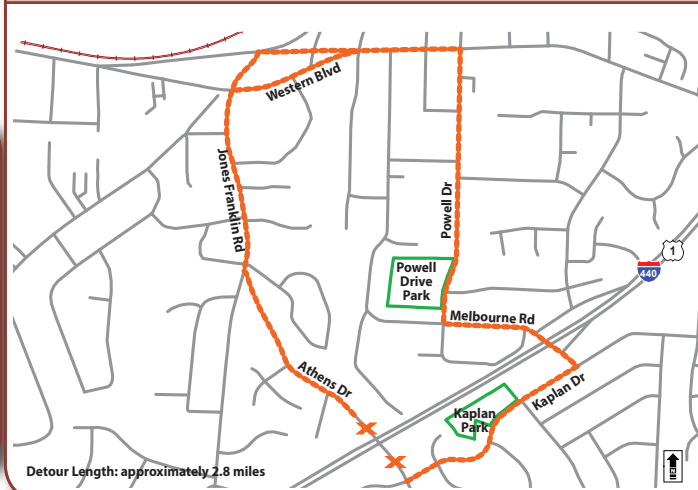 Western Blvd
Jones Franklin Rd
Powell Dr
1
440
Powell
Drive
Park
Melbourne Rd
Athens Dr
Kaplan Dr
Kaplan
Park
Detour Length: approximately 2.8 miles